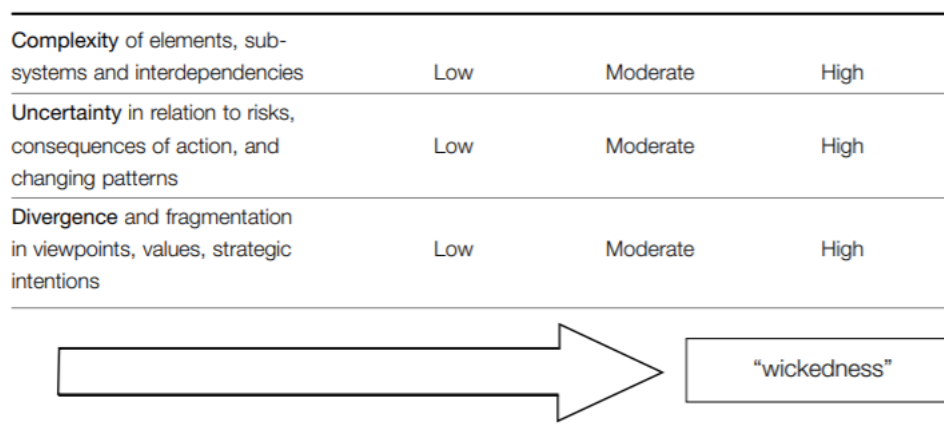 Complexity of elements, sub-
systems and interdependencies Low Moderate High
Uncertainty in relation to risks,
consequences of action, and Low Moderate High
changing patterns
Divergence and fragmentation
in viewpoints, values, strategic Low Moderate High
intentions
“wickedness”